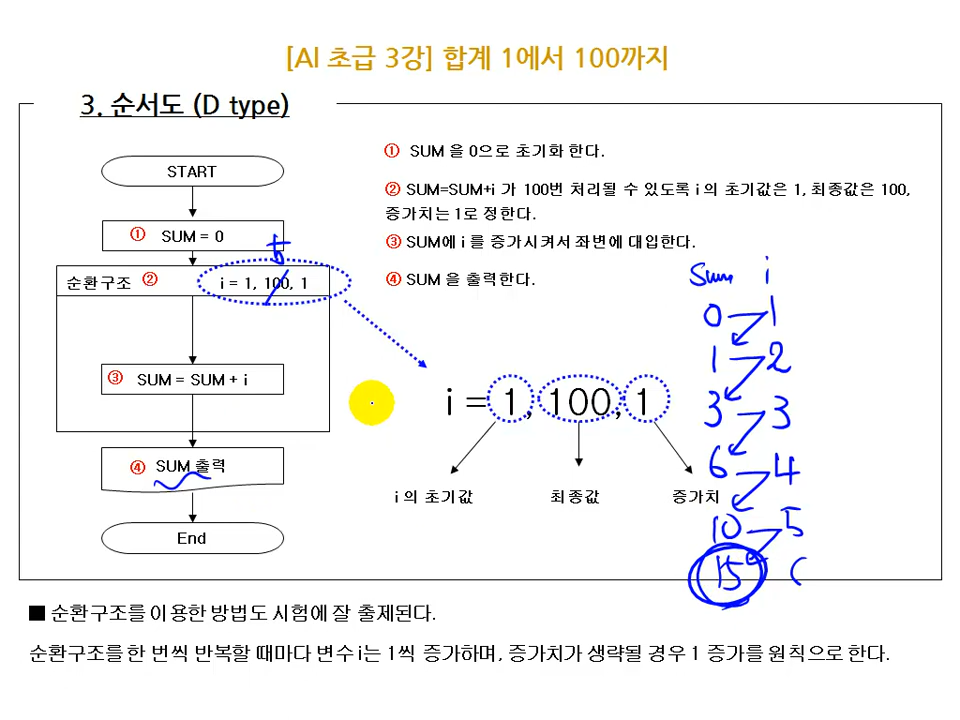 [AI 초급 3강] 합계 1에서 100까지
3. 순서도 (D type)
START
① SUM = 0
순환구조 ② i = 1, 100, 1
5
③ SUM = SUM + i
④ SUM 출력
End
① SUM 을 0으로 초기화 한다.
② SUM=SUM+i 가 100번 처리될 수 있도록 i 의 초기값은 1, 최종값은 100,
증가치는 1로 정한다.
③ SUM에 i 를 증가시켜서 좌변에 대입한다.
④ SUM 을 출력한다.
i = 1, 100, 1
i 의 초기값 최종값 증가치
Sum i
0 1
1 2
3 3
6 4
10 5
15
■ 순환구조를 이용한 방법도 시험에 잘 출제된다.
순환구조를 한 번씩 반복할 때마다 변수 i는 1씩 증가하며, 증가치가 생략될 경우 1 증가를 원칙으로 한다.